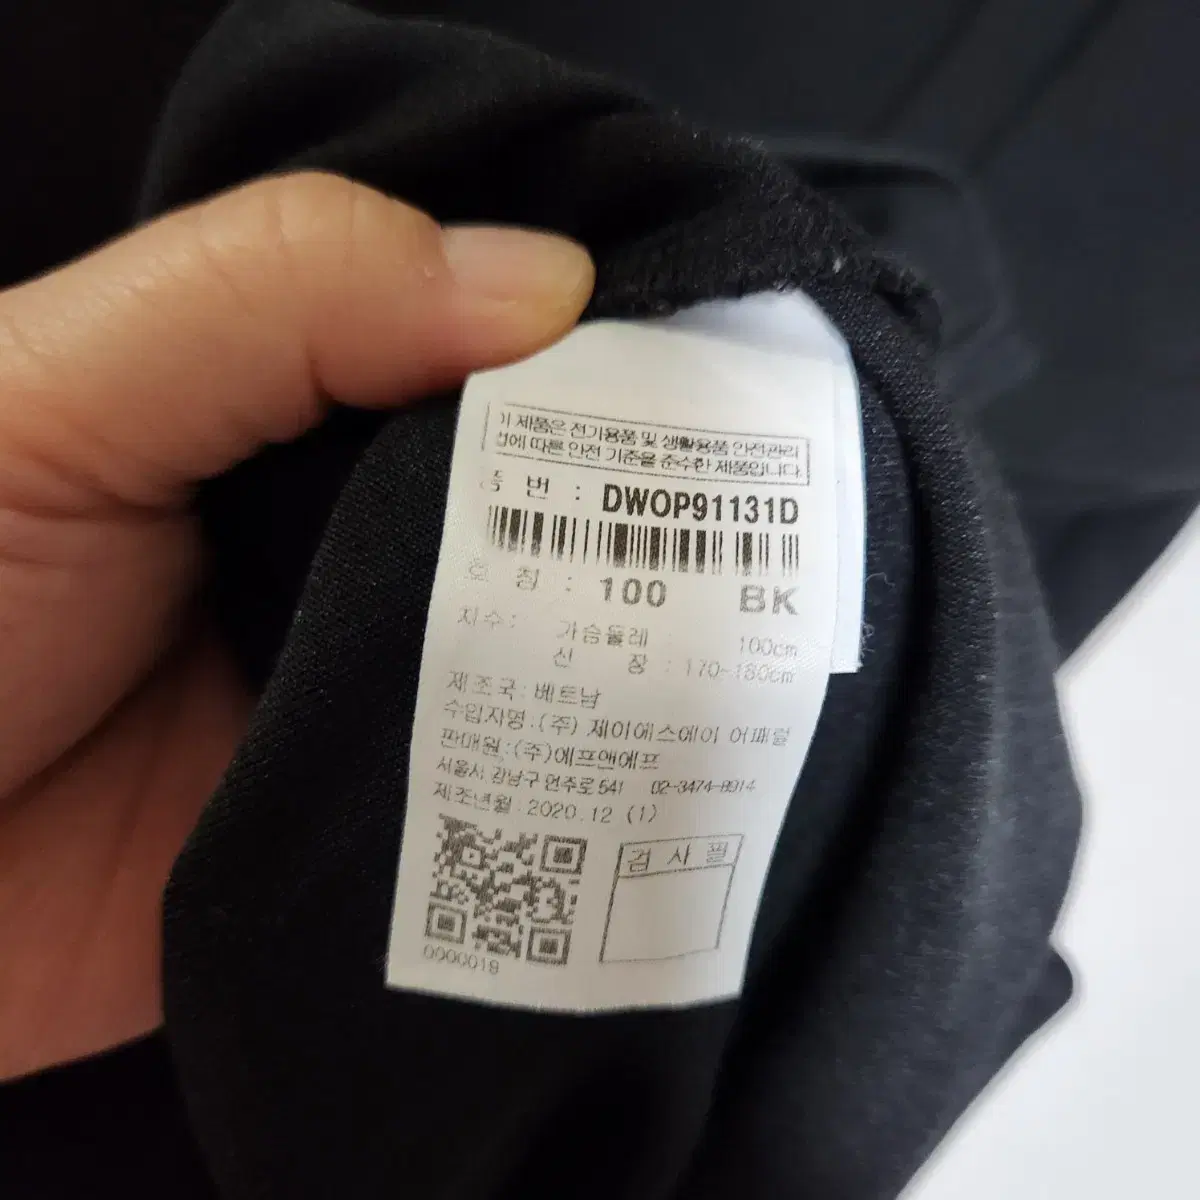 기 제품은 전기용품 및 생활용품 안전관리
법에 따른 안전 기준을 준수한 제품입니다.
품 번 : DWOP91131D
호 칭 : 100 BK
치수 : 가슴둘레 100cm
신 장 : 170-180cm
제조국 : 베트남
수입자명 : (주) 제이에스에이 어패럴
판매원 : (주)에프앤에프
서울시 강남구 언주로 541 02-3474-8914
제조년월 : 2020.12 (1)
검 사 필
0000019